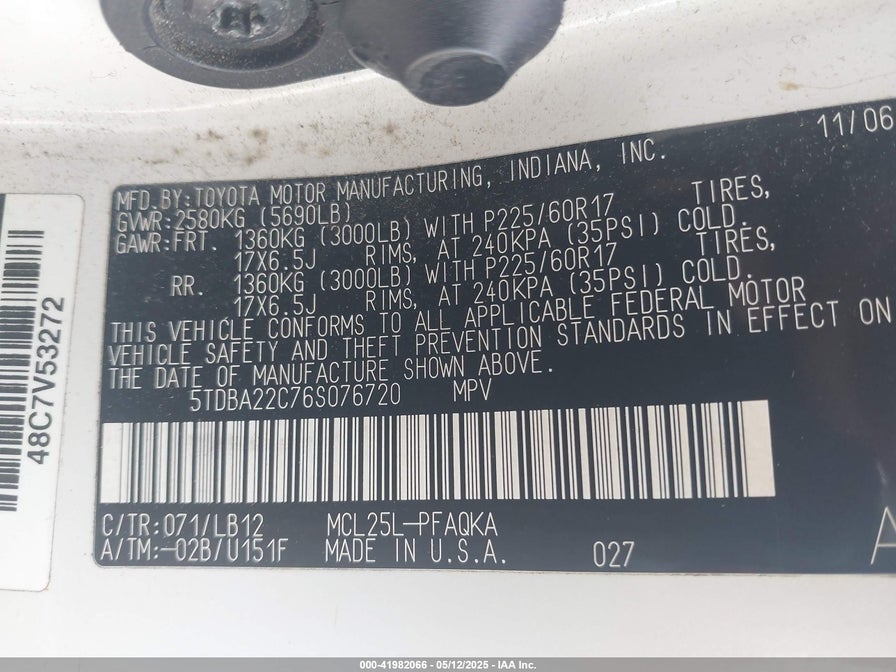 11/06
MFD.BY:TOYOTA MOTOR MANUFACTURING, INDIANA, INC.
GVWR:2580KG (5690LB)
GAWR:FRT. 1360KG (3000LB) WITH P225/60R17 TIRES,
17X6.5J RIMS, AT 240KPA (35PSI) COLD.
RR. 1360KG (3000LB) WITH P225/60R17 TIRES,
17X6.5J RIMS, AT 240KPA (35PSI) COLD.
THIS VEHICLE CONFORMS TO ALL APPLICABLE FEDERAL MOTOR
VEHICLE SAFETY AND THEFT PREVENTION STANDARDS IN EFFECT ON
THE DATE OF MANUFACTURE SHOWN ABOVE.
5TDBA22C76S076720 MPV
C/TR:071/LB12 MCL25L-PFAQKA
A/TM:-02B/U151F MADE IN U.S.A. 027
A
48C7V53272
000-41982066 - 05/12/2025 - IAA Inc.